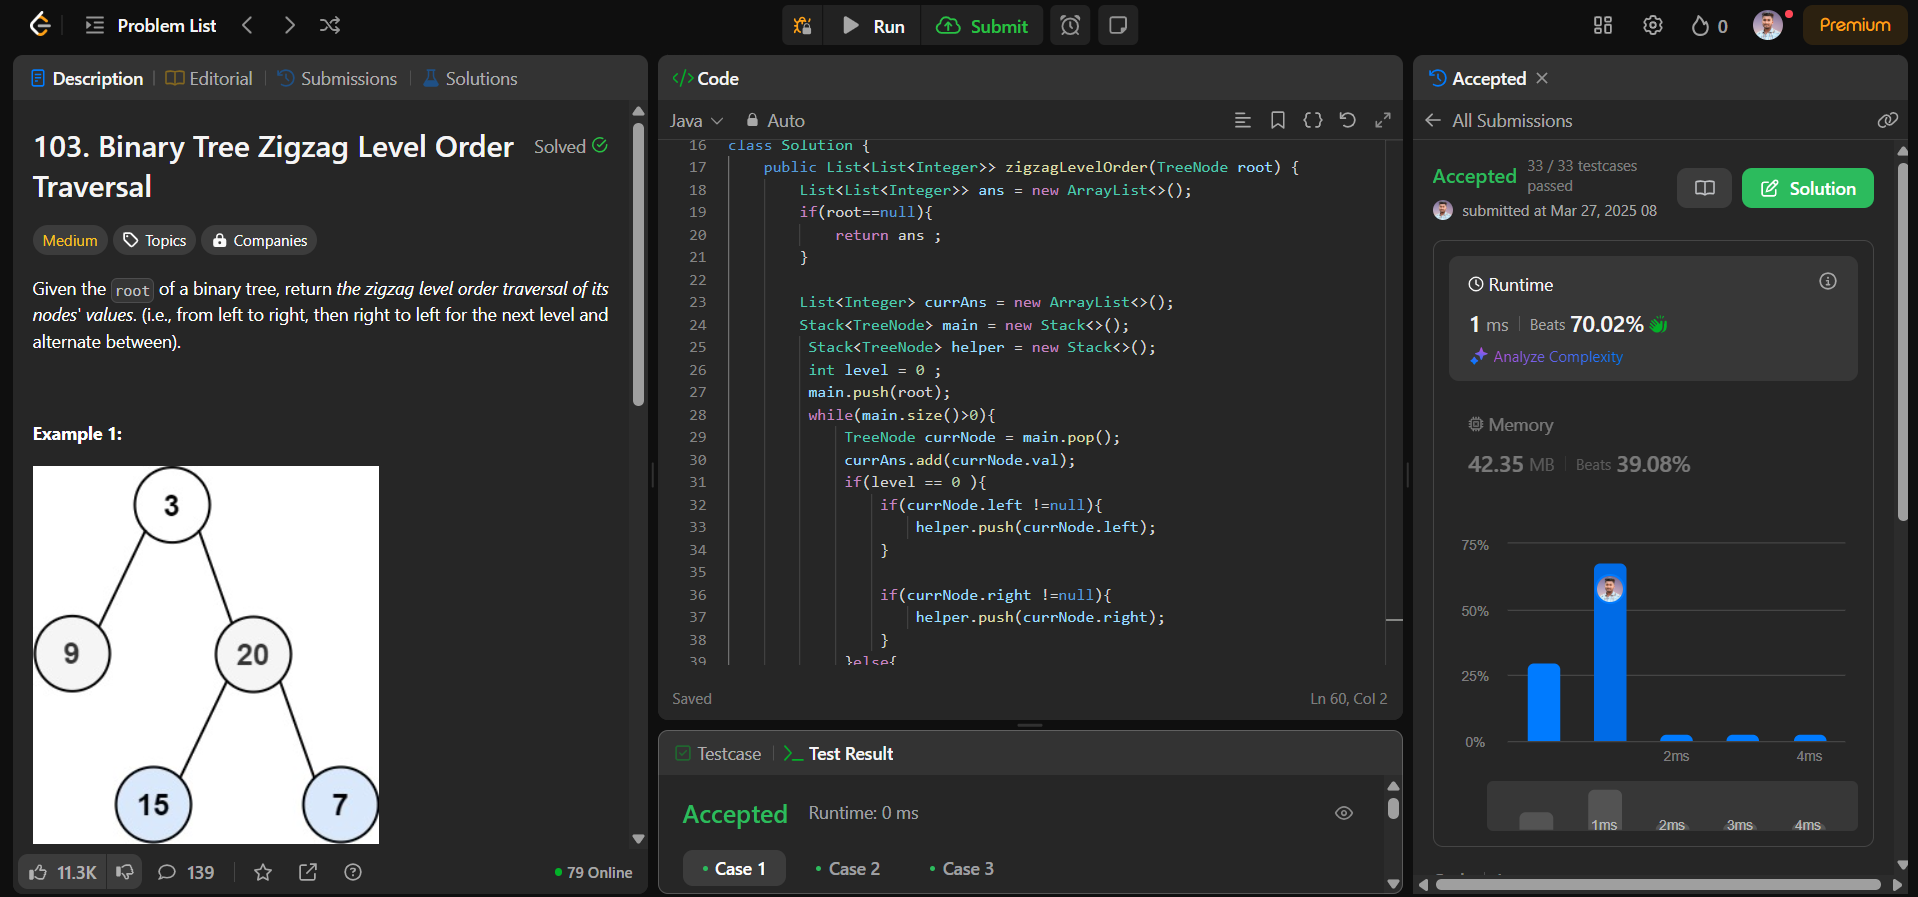 Problem List
Run
Submit
0
Premium
Description
Editorial
Submissions
Solutions
103. Binary Tree Zigzag Level Order
Traversal
Solved
Medium
Topics
Companies
Given the root of a binary tree, return the zigzag level order traversal of its
nodes' values. (i.e., from left to right, then right to left for the next level and
alternate between).
Example 1:
3
9
20
15
7
11.3K
139
79 Online
Code
Java
Auto
16 class Solution {
17 public List<List<Integer>> zigzagLevelOrder(TreeNode root) {
18 List<List<Integer>> ans = new ArrayList<>();
19 if(root==null){
20 return ans ;
21 }
22
23 List<Integer> currAns = new ArrayList<>();
24 Stack<TreeNode> main = new Stack<>();
25 Stack<TreeNode> helper = new Stack<>();
26 int level = 0 ;
27 main.push(root);
28 while(main.size()>0){
29 TreeNode currNode = main.pop();
30 currAns.add(currNode.val);
31 if(level == 0 ){
32 if(currNode.left !=null){
33 helper.push(currNode.left);
34 }
35
36 if(currNode.right !=null){
37 helper.push(currNode.right);
38 }
39 }else{
Saved
Ln 60, Col 2
Testcase
Test Result
Accepted
Runtime: 0 ms
Case 1
Case 2
Case 3
Accepted
All Submissions
Accepted
33 / 33 testcases
passed
submitted at Mar 27, 2025 08
Solution
Runtime
1 ms
Beats 70.02%
Analyze Complexity
Memory
42.35 MB
Beats 39.08%
75%
50%
25%
0%
2ms
4ms
1ms
2ms
3ms
4ms